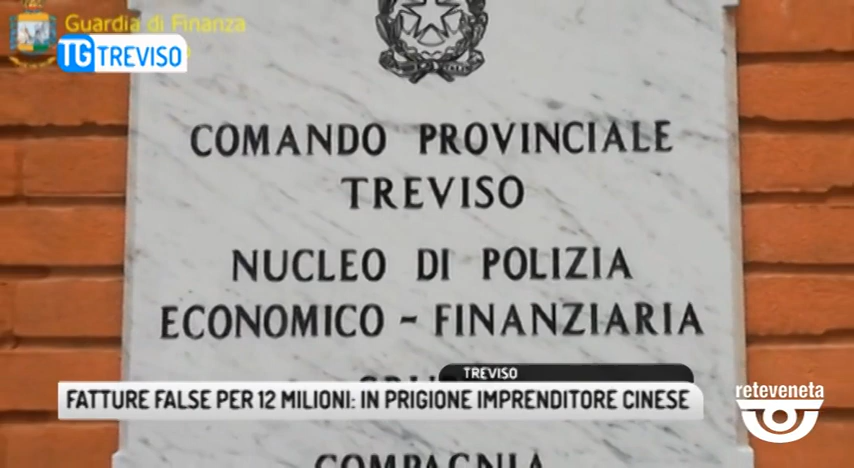 Guardia di Finanza
TG TREVISO
COMANDO PROVINCIALE
TREVISO
NUCLEO DI POLIZIA
ECONOMICO - FINANZIARIA
TREVISO
FATTURE FALSE PER 12 MILIONI: IN PRIGIONE IMPRENDITORE CINESE
reteveneta
COMPAGNIA